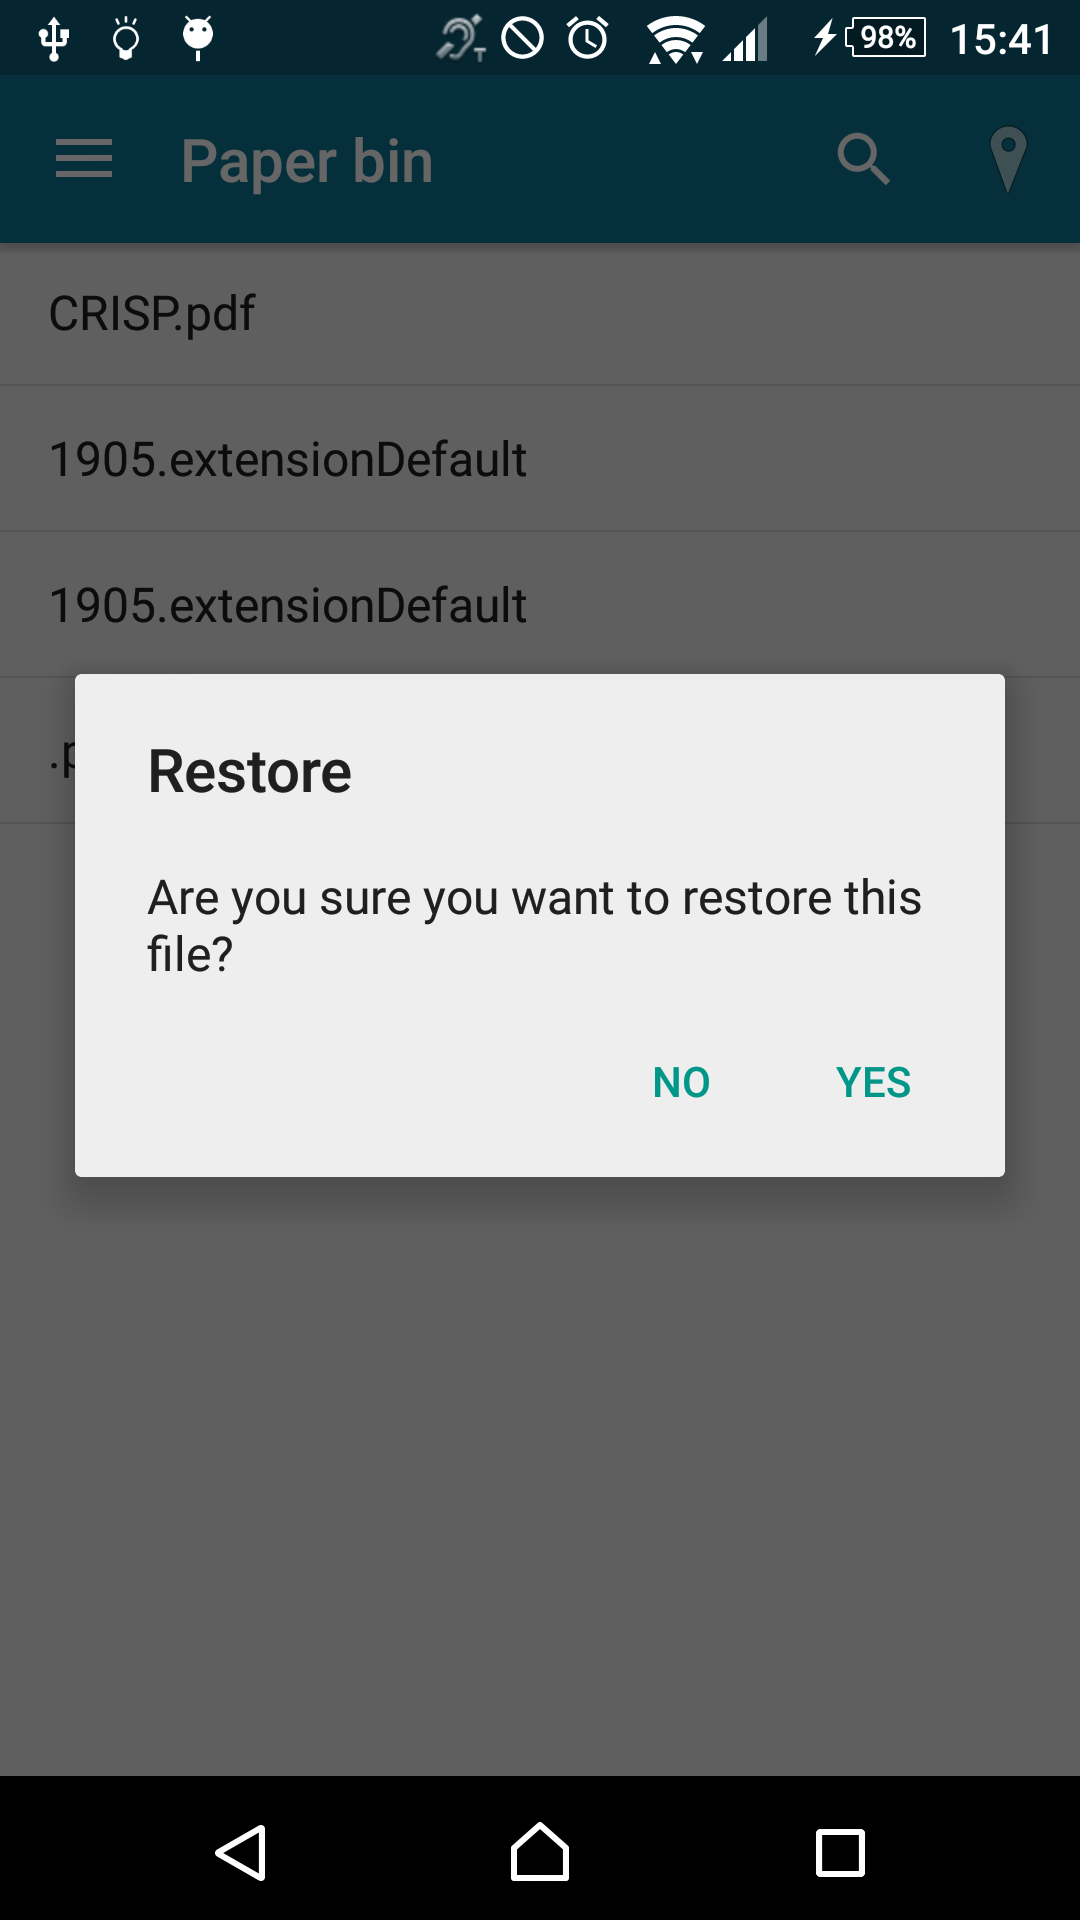 98% 15:41
Paper bin
CRISP.pdf
1905.extensionDefault
1905.extensionDefault
Restore
Are you sure you want to restore this
file?
NO YES